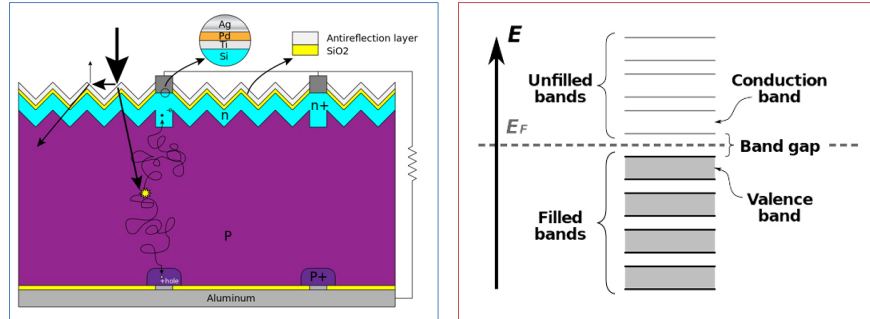 Ag
Pd
Ti
Si
Antireflection layer
SiO2
n
n+
P
+hole
P+
Aluminum
E
Unfilled
bands
Conduction
band
EF
Band gap
Filled
bands
Valence
band